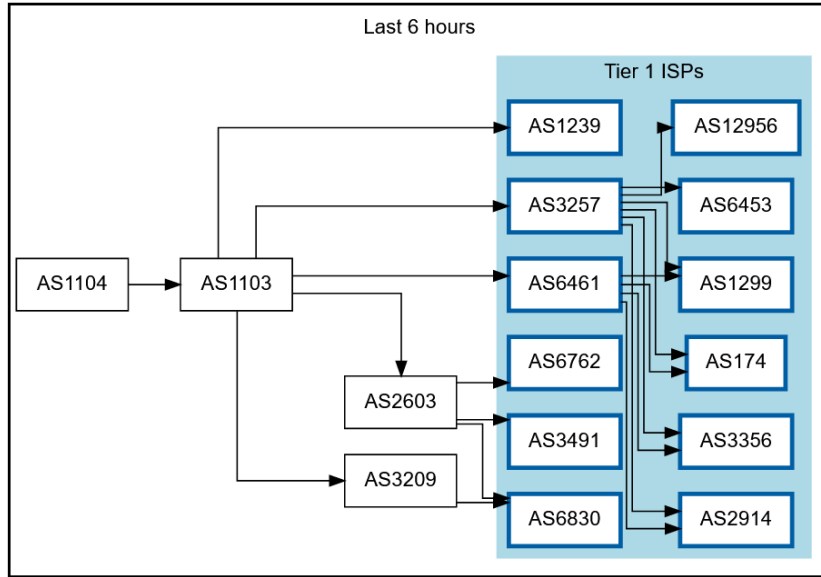 Last 6 hours
Tier 1 ISPs
AS1239
AS12956
AS3257
AS6453
AS1104
AS1103
AS6461
AS1299
AS6762
AS174
AS2603
AS3491
AS3356
AS3209
AS6830
AS2914